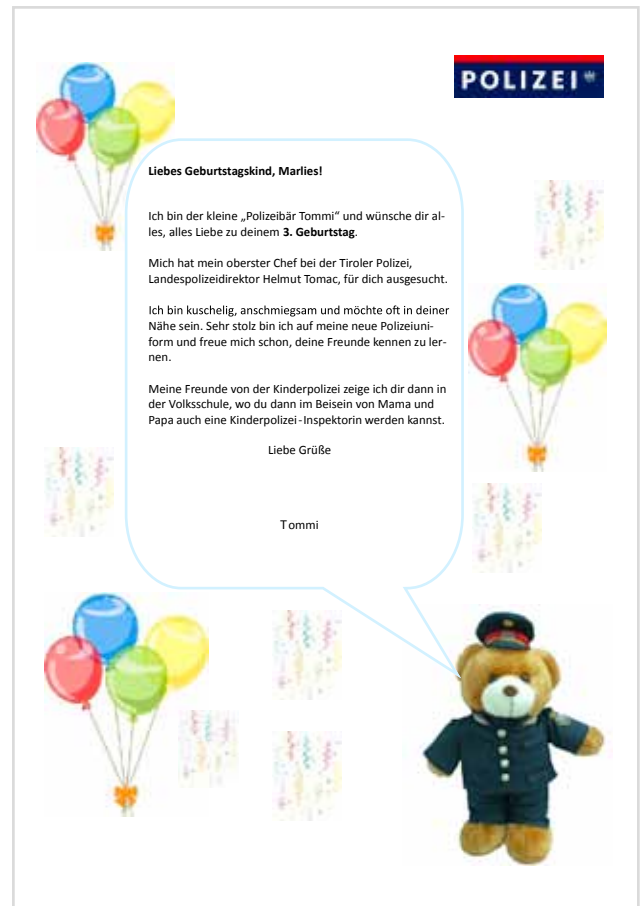 POLIZEI
Liebes Geburtstagskind, Marlies!
Ich bin der kleine „Polizeibär Tommi“ und wünsche dir al-
les, alles Liebe zu deinem 3. Geburtstag.
Mich hat mein oberster Chef bei der Tiroler Polizei,
Landespolizeidirektor Helmut Tomac, für dich ausgesucht.
Ich bin kuschelig, anschmiegsam und möchte oft in deiner
Nähe sein. Sehr stolz bin ich auf meine neue Polizeiuni-
form und freue mich schon, deine Freunde kennen zu ler-
nen.
Meine Freunde von der Kinderpolizei zeige ich dir dann in
der Volksschule, wo du dann im Beisein von Mama und
Papa auch eine Kinderpolizei-Inspektorin werden kannst.
Liebe Grüße
Tommi